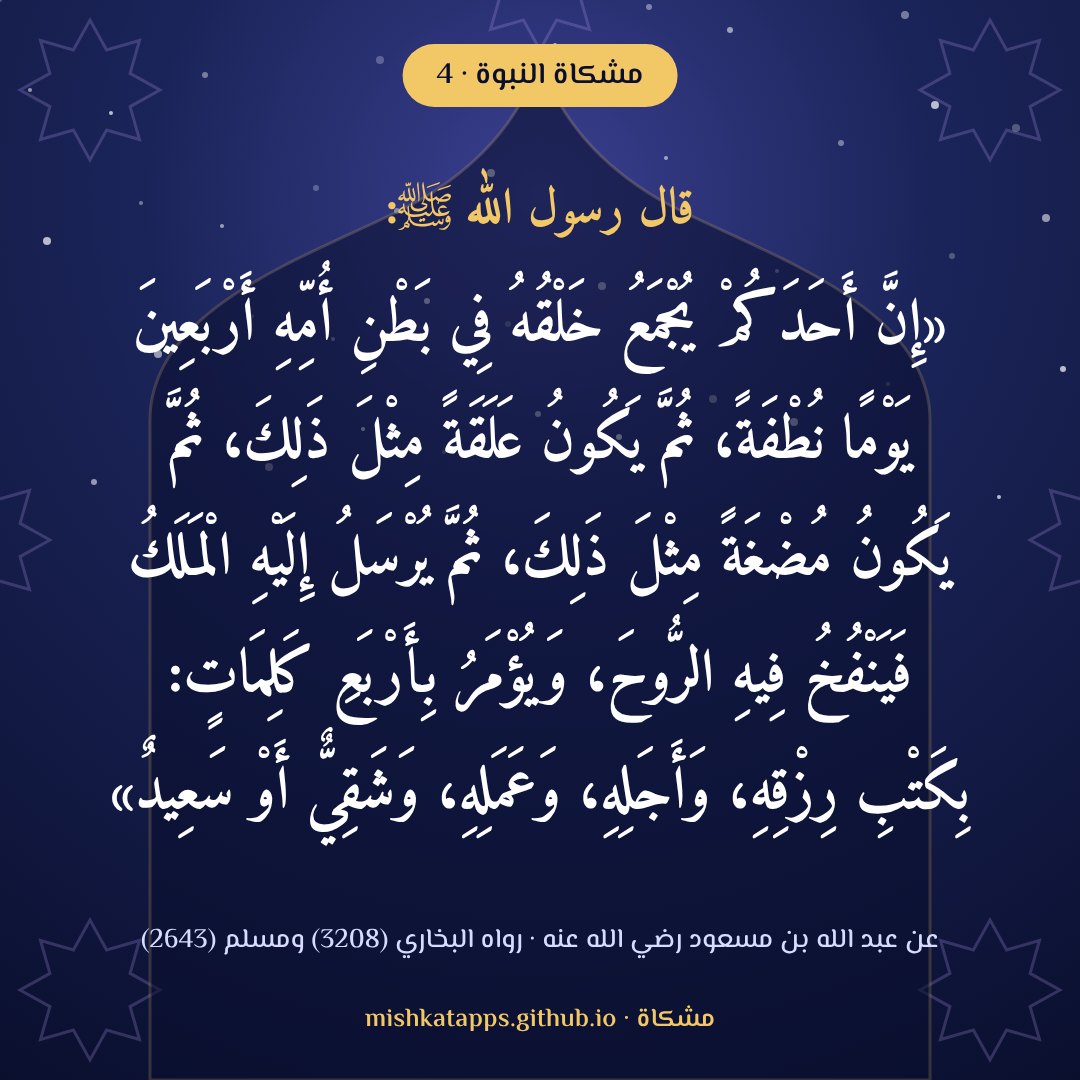 مشكاة النبوة · 4
قال رسول الله ﷺ:
«إِنَّ أَحَدَكُمْ يُجْمَعُ خَلْقُهُ فِي بَطْنِ أُمِّهِ أَرْبَعِينَ
يَوْمًا نُطْفَةً، ثُمَّ يَكُونُ عَلَقَةً مِثْلَ ذَلِكَ، ثُمَّ
يَكُونُ مُضْغَةً مِثْلَ ذَلِكَ، ثُمَّ يُرْسَلُ إِلَيْهِ الْمَلَكُ
فَيَنْفُخُ فِيهِ الرُّوحَ، وَيُؤْمَرُ بِأَرْبَعِ كَلِمَاتٍ:
بِكَتْبِ رِزْقِهِ، وَأَجَلِهِ، وَعَمَلِهِ، وَشَقِيٌّ أَوْ سَعِيدٌ»
عن عبد الله بن مسعود رضي الله عنه · رواه البخاري (3208) ومسلم (2643)
مشكاة · mishkatapps.github.io